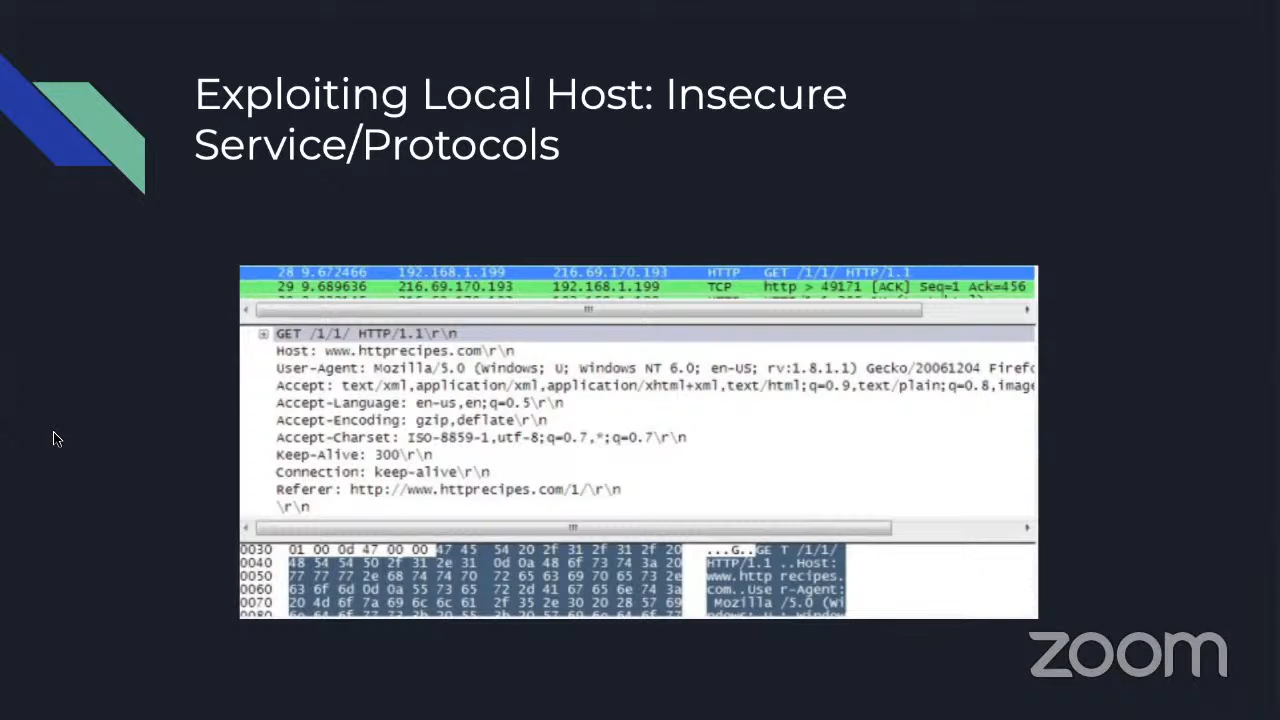 Exploiting Local Host: Insecure
Service/Protocols
28 9.672466 192.168.1.199 216.69.170.193 HTTP GET /1/1/ HTTP/1.1
29 9.689636 216.69.170.193 192.168.1.199 TCP http > 49171 [ACK] Seq=1 Ack=456
GET /1/1/ HTTP/1.1\r\n
Host: www.httprecipes.com\r\n
User-Agent: Mozilla/5.0 (Windows; U; Windows NT 6.0; en-US; rv:1.8.1.1) Gecko/20061204 Firefo
Accept: text/xml,application/xml,application/xhtml+xml,text/html;q=0.9,text/plain;q=0.8,image
Accept-Language: en-us,en;q=0.5\r\n
Accept-Encoding: gzip,deflate\r\n
Accept-Charset: ISO-8859-1,utf-8;q=0.7,*;q=0.7\r\n
Keep-Alive: 300\r\n
Connection: keep-alive\r\n
Referer: http://www.httprecipes.com/1/\r\n
\r\n
0030 01 00 0d 47 00 00 47 45 54 20 2f 31 2f 31 2f 20 ...G..GE T /1/1/
0040 48 54 54 50 2f 31 2e 31 0d 0a 48 6f 73 74 3a 20 HTTP/1.1 ..Host:
0050 77 77 77 2e 68 74 74 70 72 65 63 69 70 65 73 2e www.http recipes.
0060 63 6f 6d 0d 0a 55 73 65 72 2d 41 67 65 6e 74 3a com..Use r-Agent:
0070 20 4d 6f 7a 69 6c 6c 61 2f 35 2e 30 20 28 57 69 Mozilla /5.0 (Wi
zoom